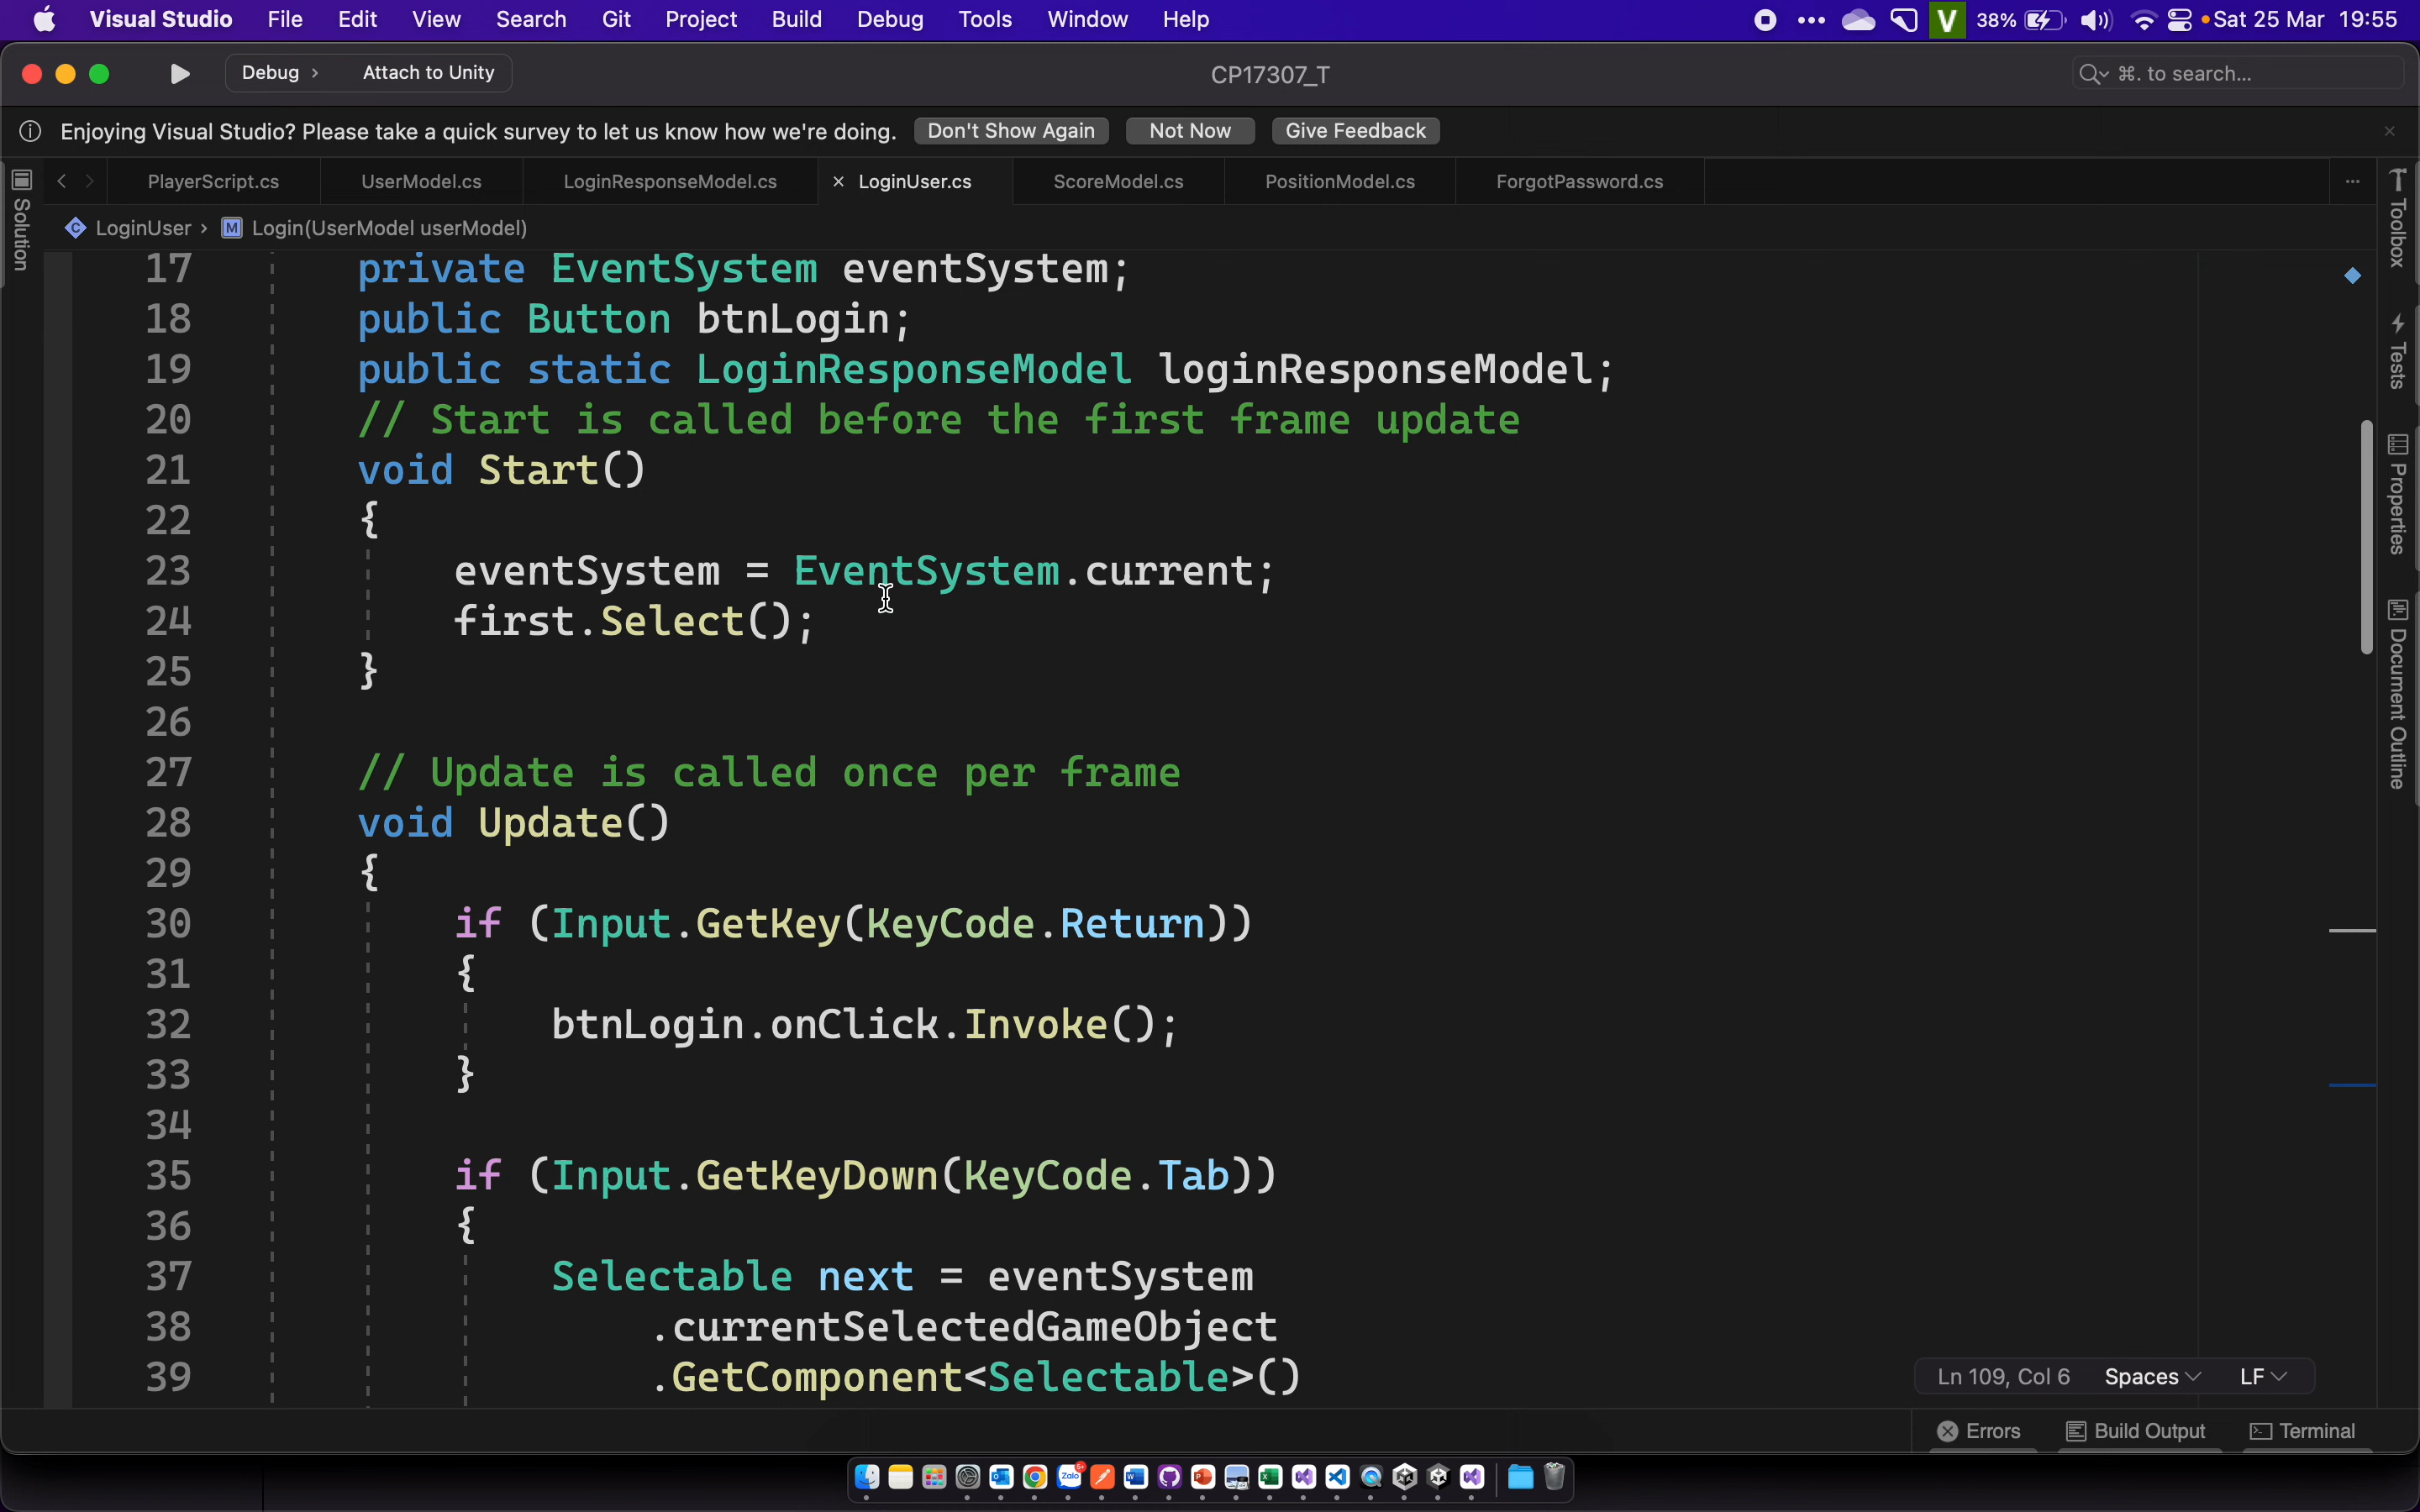 Visual Studio File Edit View Search Git Project Build Debug Tools Window Help V 38% Sat 25 Mar 19:55
Debug › Attach to Unity CP17307_T ⌘. to search...
Enjoying Visual Studio? Please take a quick survey to let us know how we're doing. Don't Show Again Not Now Give Feedback
PlayerScript.cs UserModel.cs LoginResponseModel.cs × LoginUser.cs ScoreModel.cs PositionModel.cs ForgotPassword.cs
LoginUser › M Login(UserModel userModel)
Solution
Toolbox
Tests
Properties
Document Outline
17 private EventSystem eventSystem;
18 public Button btnLogin;
19 public static LoginResponseModel loginResponseModel;
20 // Start is called before the first frame update
21 void Start()
22 {
23 eventSystem = EventSystem.current;
24 first.Select();
25 }
26
27 // Update is called once per frame
28 void Update()
29 {
30 if (Input.GetKey(KeyCode.Return))
31 {
32 btnLogin.onClick.Invoke();
33 }
34
35 if (Input.GetKeyDown(KeyCode.Tab))
36 {
37 Selectable next = eventSystem
38 .currentSelectedGameObject
39 .GetComponent<Selectable>()
Ln 109, Col 6 Spaces LF
Errors Build Output Terminal
Zalo 5+